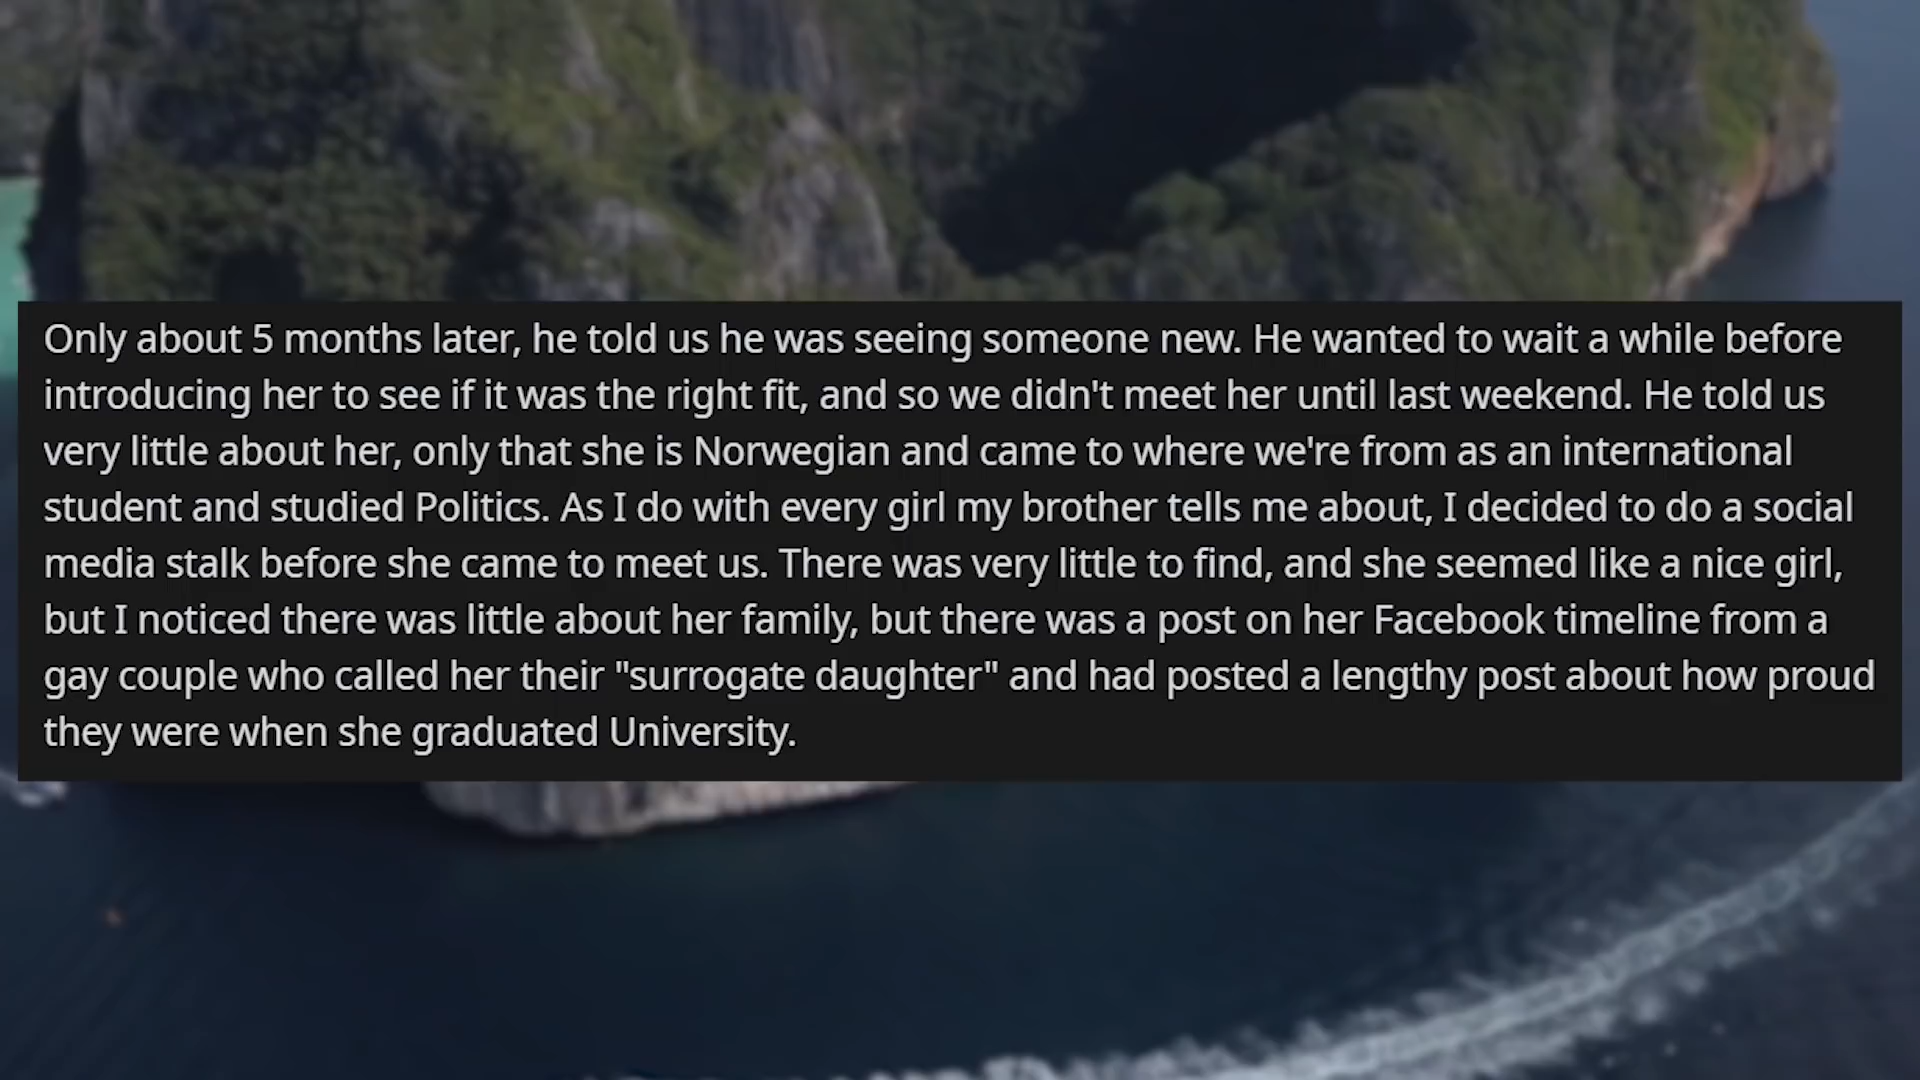 Only about 5 months later, he told us he was seeing someone new. He wanted to wait a while before
introducing her to see if it was the right fit, and so we didn't meet her until last weekend. He told us
very little about her, only that she is Norwegian and came to where we're from as an international
student and studied Politics. As I do with every girl my brother tells me about, I decided to do a social
media stalk before she came to meet us. There was very little to find, and she seemed like a nice girl,
but I noticed there was little about her family, but there was a post on her Facebook timeline from a
gay couple who called her their "surrogate daughter" and had posted a lengthy post about how proud
they were when she graduated University.